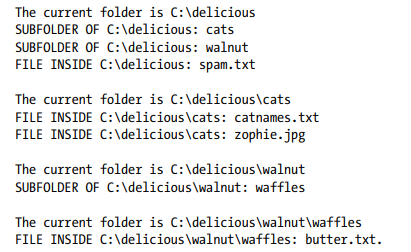 The current folder is C:\delicious
SUBFOLDER OF C:\delicious: cats
SUBFOLDER OF C:\delicious: walnut
FILE INSIDE C:\delicious: spam.txt
The current folder is C:\delicious\cats
FILE INSIDE C:\delicious\cats: catnames.txt
FILE INSIDE C:\delicious\cats: zophie.jpg
The current folder is C:\delicious\walnut
SUBFOLDER OF C:\delicious\walnut: waffles
The current folder is C:\delicious\walnut\waffles
FILE INSIDE C:\delicious\walnut\waffles: butter.txt.